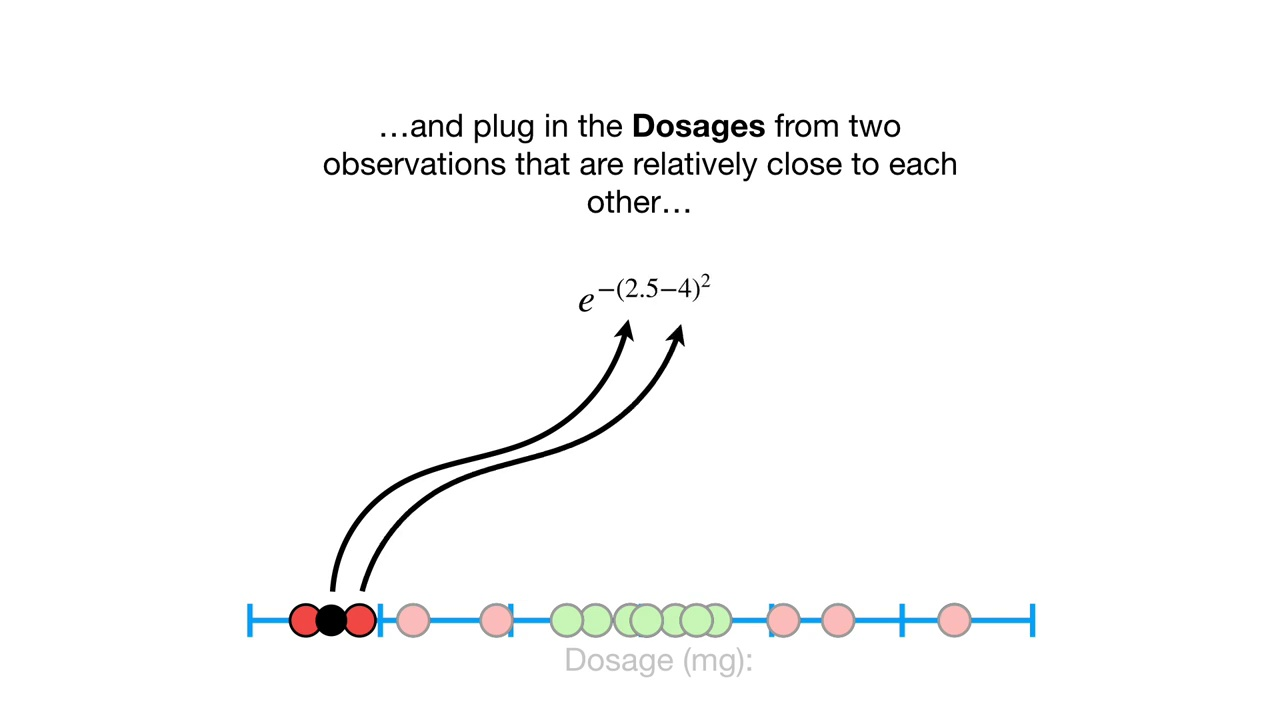 …and plug in the Dosages from two
observations that are relatively close to each
other…
e^{-(2.5-4)^2}
Dosage (mg):